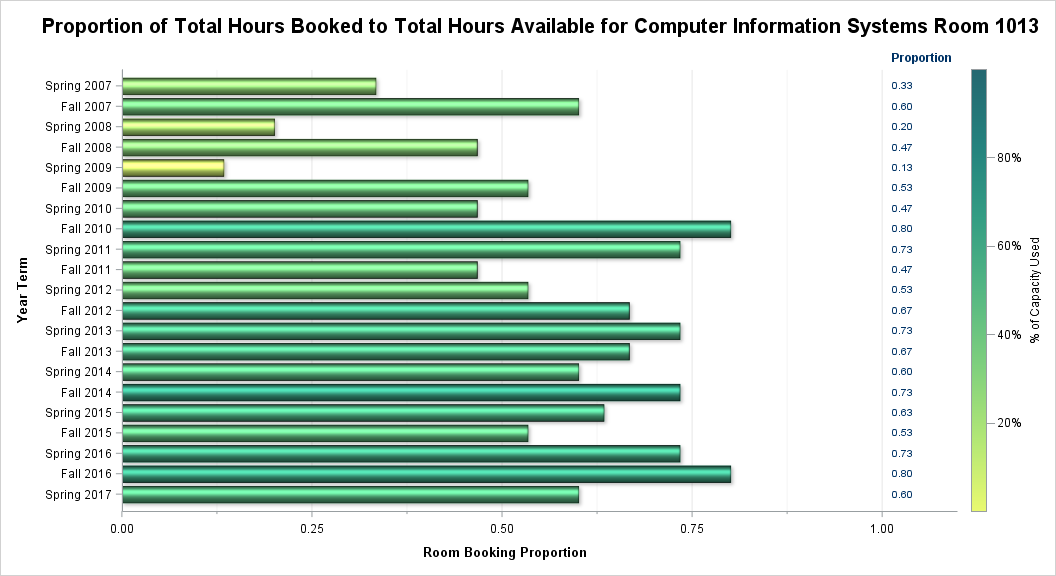 Proportion of Total Hours Booked to Total Hours Available for Computer Information Systems Room 1013
Proportion
Spring 2007 0.33
Fall 2007 0.60
Spring 2008 0.20
Fall 2008 0.47
Spring 2009 0.13
Fall 2009 0.53
Spring 2010 0.47
Fall 2010 0.80
Spring 2011 0.73
Fall 2011 0.47
Spring 2012 0.53
Fall 2012 0.67
Spring 2013 0.73
Fall 2013 0.67
Spring 2014 0.60
Fall 2014 0.73
Spring 2015 0.63
Fall 2015 0.53
Spring 2016 0.73
Fall 2016 0.80
Spring 2017 0.60
Year Term
80%
60%
40%
20%
% of Capacity Used
0.00 0.25 0.50 0.75 1.00
Room Booking Proportion